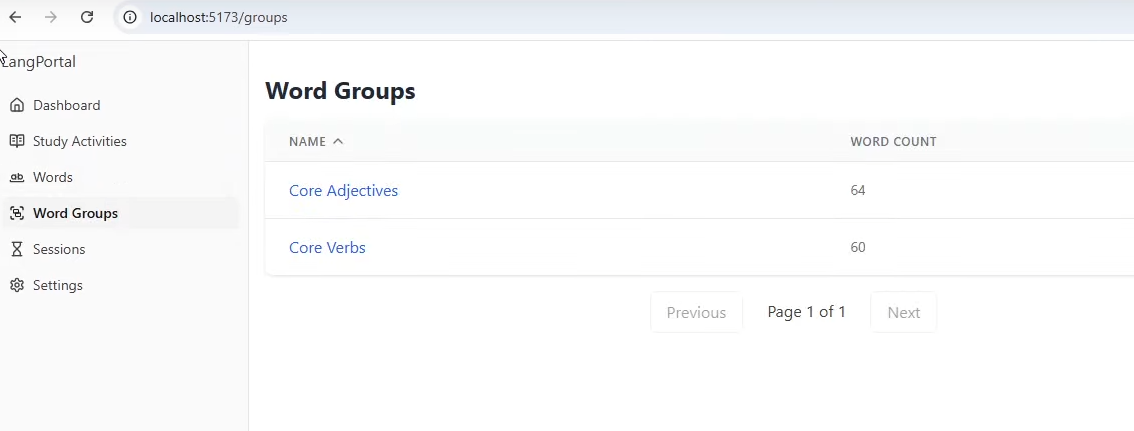 localhost:5173/groups
LangPortal
Dashboard
Study Activities
Words
Word Groups
Sessions
Settings
Word Groups
NAME WORD COUNT
Core Adjectives 64
Core Verbs 60
Previous Page 1 of 1 Next